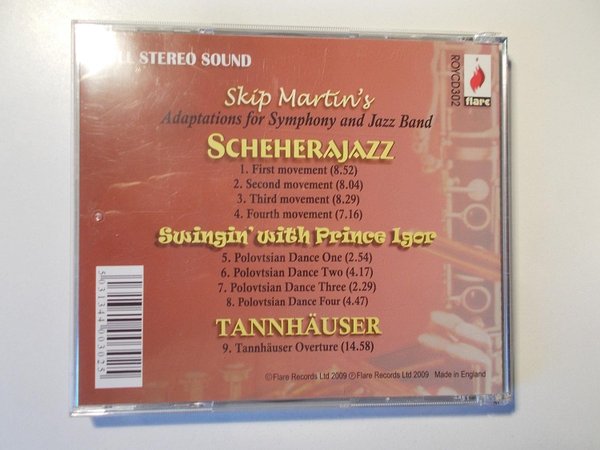 STEREO SOUND
ROYCD302
flare
Skip Martin's
Adaptations for Symphony and Jazz Band
SCHEHERAJAZZ
1. First movement (8.52)
2. Second movement (8.04)
3. Third movement (8.29)
4. Fourth movement (7.16)
Swingin' with Prince Igor
5. Polovtsian Dance One (2.54)
6. Polovtsian Dance Two (4.17)
7. Polovtsian Dance Three (2.29)
8. Polovtsian Dance Four (4.47)
TANNHÄUSER
9. Tannhäuser Overture (14.58)
©Flare Records Ltd 2009 ℗Flare Records Ltd 2009 Made in England
5 031344 003025